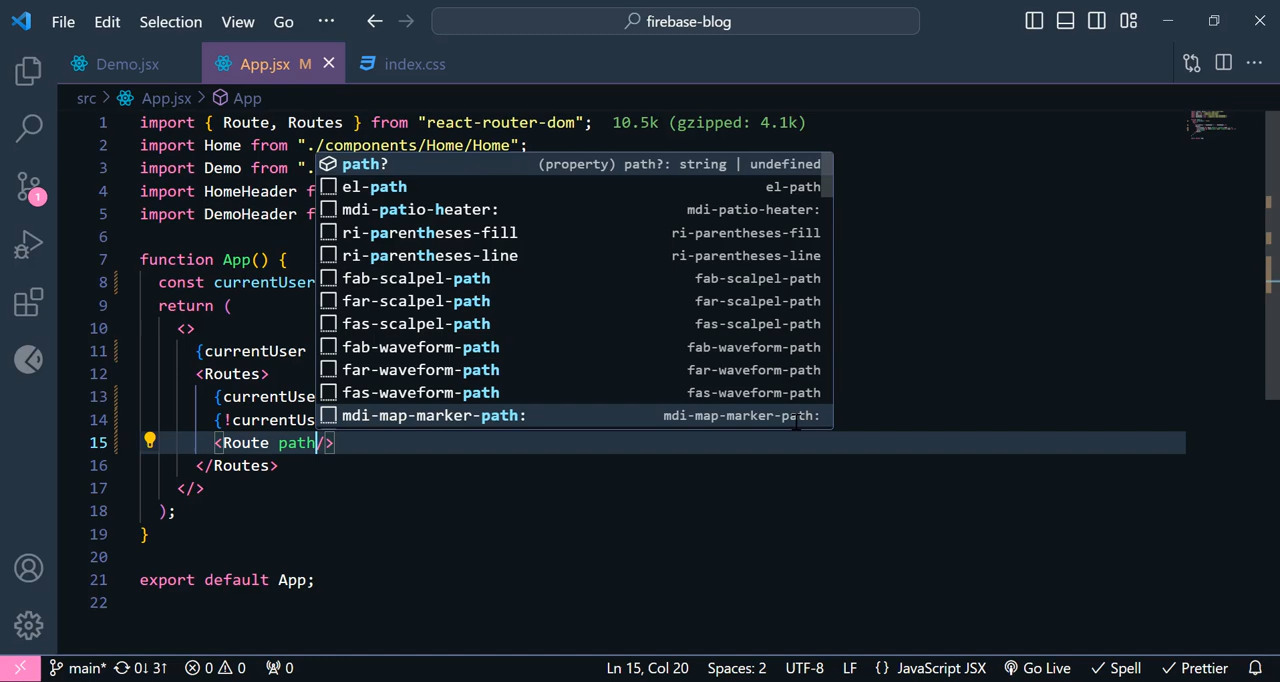 File Edit Selection View Go ··· firebase-blog
Demo.jsx App.jsx M index.css
src > App.jsx > App
1 import { Route, Routes } from "react-router-dom"; 10.5k (gzipped: 4.1k)
2 import Home from "./components/Home/Home";
3 import Demo from ".
4 import HomeHeader f
5 import DemoHeader f
6
7 function App() {
8 const currentUser
9 return (
10 <>
11 {currentUser
12 <Routes>
13 {currentUse
14 {!currentUs
15 <Route path/>
16 </Routes>
17 </>
18 );
19 }
20
21 export default App;
22
path? (property) path?: string | undefined
el-path el-path
mdi-patio-heater: mdi-patio-heater:
ri-parentheses-fill ri-parentheses-fill
ri-parentheses-line ri-parentheses-line
fab-scalpel-path fab-scalpel-path
far-scalpel-path far-scalpel-path
fas-scalpel-path fas-scalpel-path
fab-waveform-path fab-waveform-path
far-waveform-path far-waveform-path
fas-waveform-path fas-waveform-path
mdi-map-marker-path: mdi-map-marker-path:
1
main* 0↓ 3↑ 0 0 0 Ln 15, Col 20 Spaces: 2 UTF-8 LF {} JavaScript JSX Go Live Spell Prettier